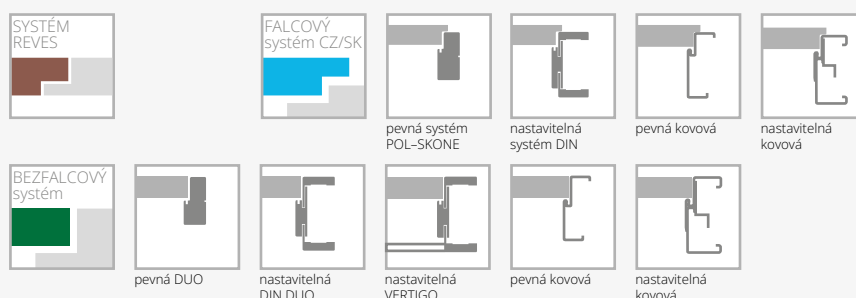 SYSTÉM
REVES
FALCOVÝ
systém CZ/SK
pevná systém
POL–SKONE
nastavitelná
systém DIN
pevná kovová
nastavitelná
kovová
BEZFALCOVÝ
systém
pevná DUO
nastavitelná
DIN DUO
nastavitelná
VERTIGO
pevná kovová
nastavitelná
kovová